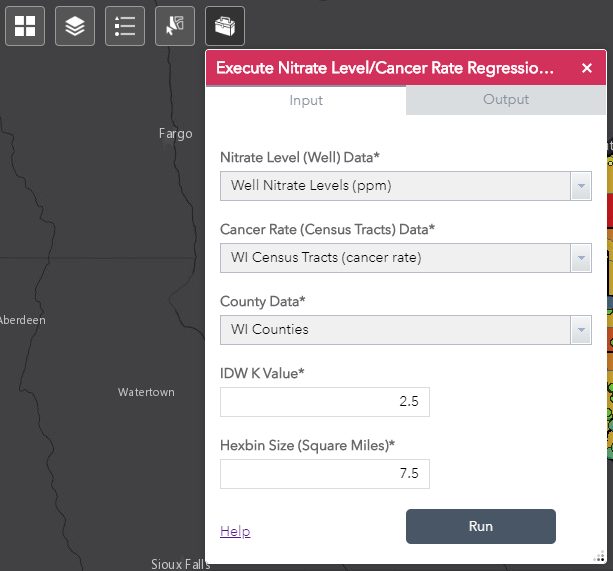 Execute Nitrate Level/Cancer Rate Regressio...
Input
Output
Fargo
Nitrate Level (Well) Data*
Well Nitrate Levels (ppm)
Cancer Rate (Census Tracts) Data*
WI Census Tracts (cancer rate)
County Data*
WI Counties
Aberdeen
IDW K Value*
Watertown
2.5
Hexbin Size (Square Miles)*
7.5
Help
Run
Sioux Falls